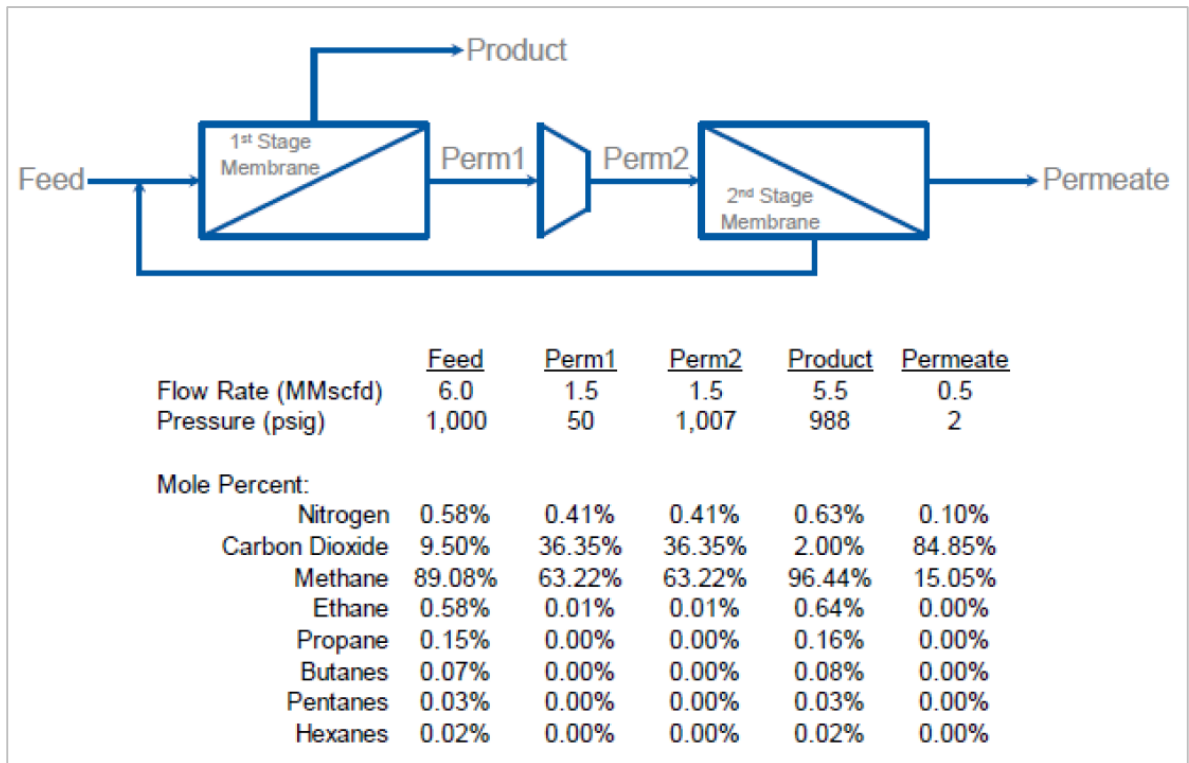 Product
1st Stage
Membrane
Feed
Perm1
Perm2
2nd Stage
Membrane
Permeate
Feed Perm1 Perm2 Product Permeate
Flow Rate (MMscfd) 6.0 1.5 1.5 5.5 0.5
Pressure (psig) 1,000 50 1,007 988 2
Mole Percent:
Nitrogen 0.58% 0.41% 0.41% 0.63% 0.10%
Carbon Dioxide 9.50% 36.35% 36.35% 2.00% 84.85%
Methane 89.08% 63.22% 63.22% 96.44% 15.05%
Ethane 0.58% 0.01% 0.01% 0.64% 0.00%
Propane 0.15% 0.00% 0.00% 0.16% 0.00%
Butanes 0.07% 0.00% 0.00% 0.08% 0.00%
Pentanes 0.03% 0.00% 0.00% 0.03% 0.00%
Hexanes 0.02% 0.00% 0.00% 0.02% 0.00%